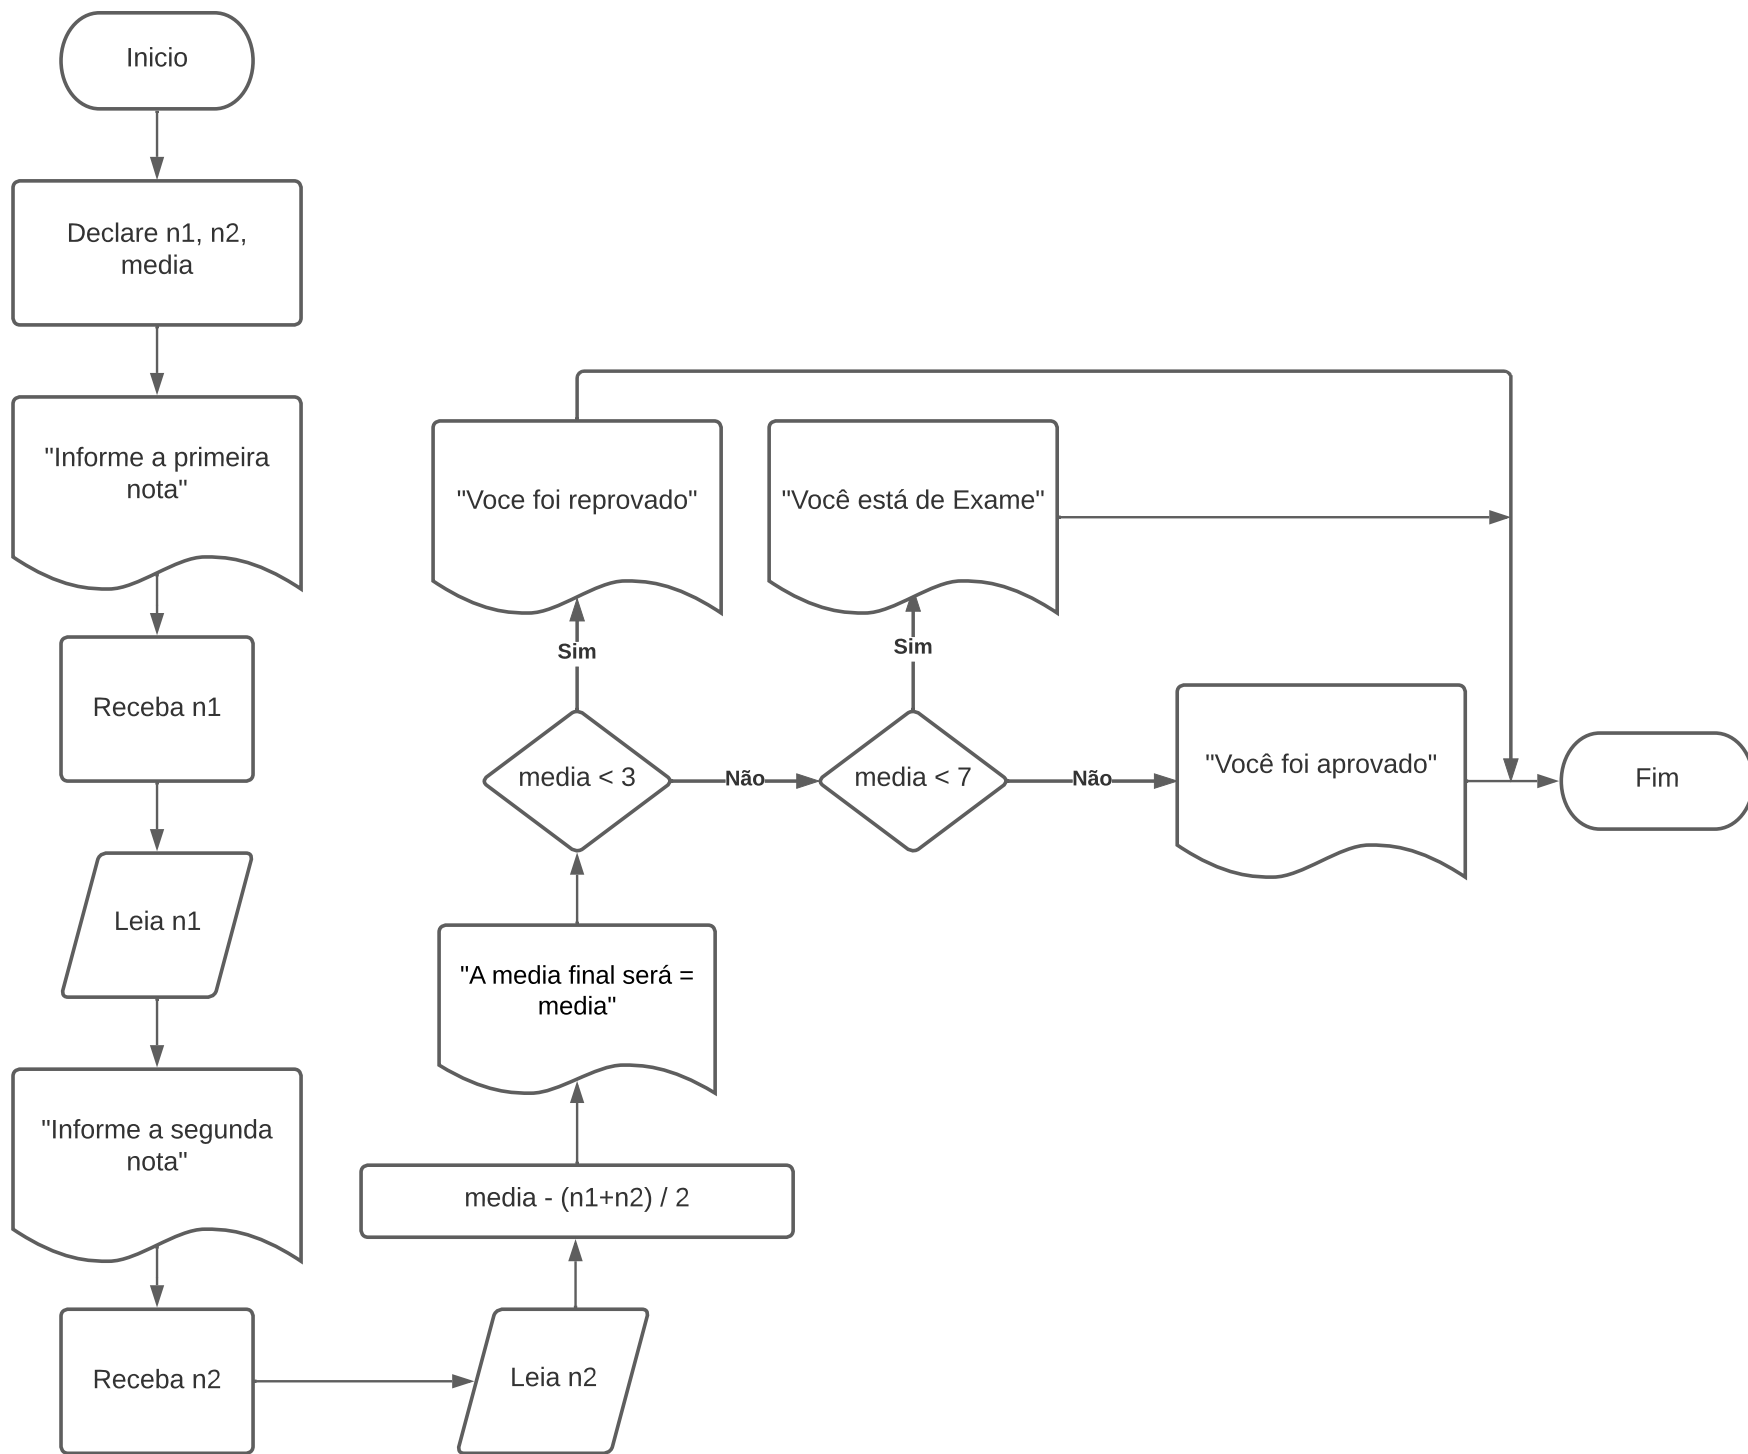 Inicio
Declare n1, n2,
media
"Informe a primeira
nota"
Receba n1
Leia n1
"Informe a segunda
nota"
Receba n2
Leia n2
media - (n1+n2) / 2
"A media final será =
media"
media < 3
Sim
"Voce foi reprovado"
Não
media < 7
Sim
"Você está de Exame"
Não
"Você foi aprovado"
Fim